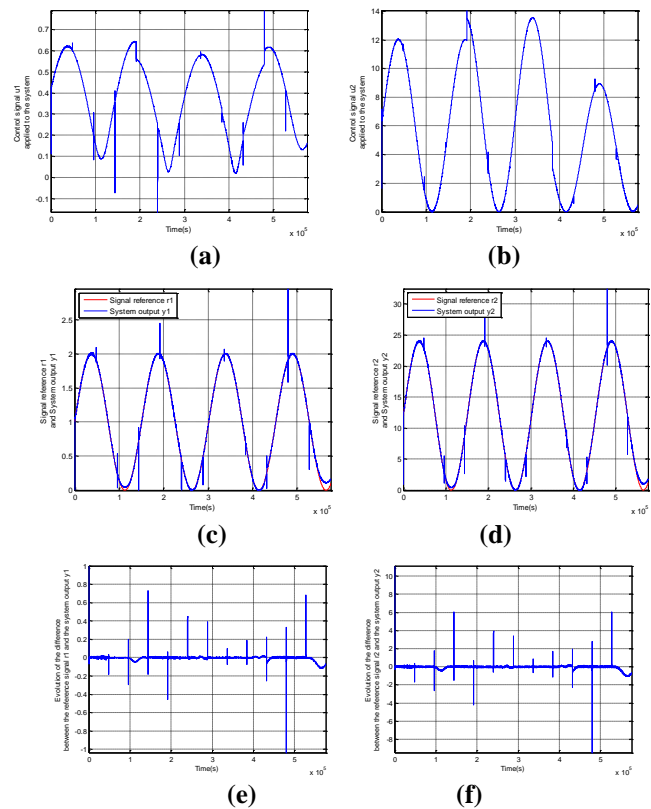 Control signal u1
applied to the system
0.7
0.6
0.5
0.4
0.3
0.2
0.1
0
-0.1
0 1 2 3 4 5
Time(s)
x 10^5
(a)
Control signal u2
applied to the system
14
12
10
8
6
4
2
0
0 1 2 3 4 5
Time(s)
x 10^5
(b)
Signal reference r1
and System output y1
Signal reference r1
System output y1
2.5
2
1.5
1
0.5
0
0 1 2 3 4 5
Time(s)
x 10^5
(c)
Signal reference r2
and System output y2
Signal reference r2
System output y2
30
25
20
15
10
5
0
0 1 2 3 4 5
Time(s)
x 10^5
(d)
Evolution of the difference
between the reference signal r1 and the system output y1
1
0.8
0.6
0.4
0.2
0
-0.2
-0.4
-0.6
-0.8
-1
0 1 2 3 4 5
Time(s)
x 10^5
(e)
Evolution of the difference
between the reference signal r2 and the system output y2
10
8
6
4
2
0
-2
-4
-6
-8
0 1 2 3 4 5
Time(s)
x 10^5
(f)